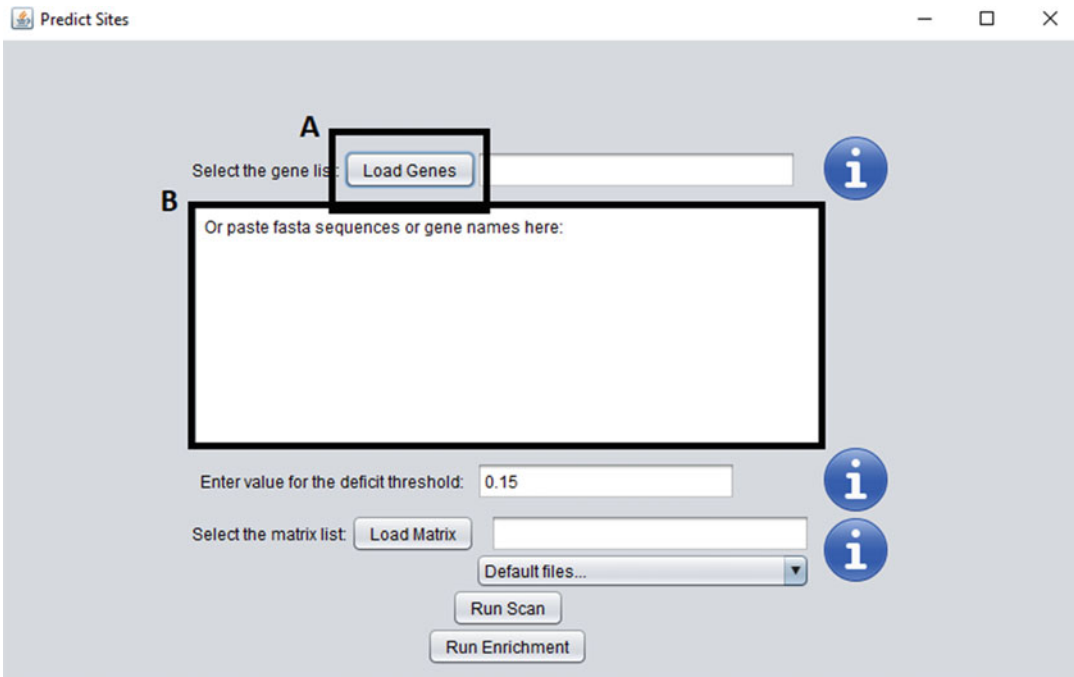 Predict Sites
A
Select the gene list: Load Genes
B
Or paste fasta sequences or gene names here:
Enter value for the deficit threshold: 0.15
Select the matrix list: Load Matrix
Default files...
Run Scan
Run Enrichment